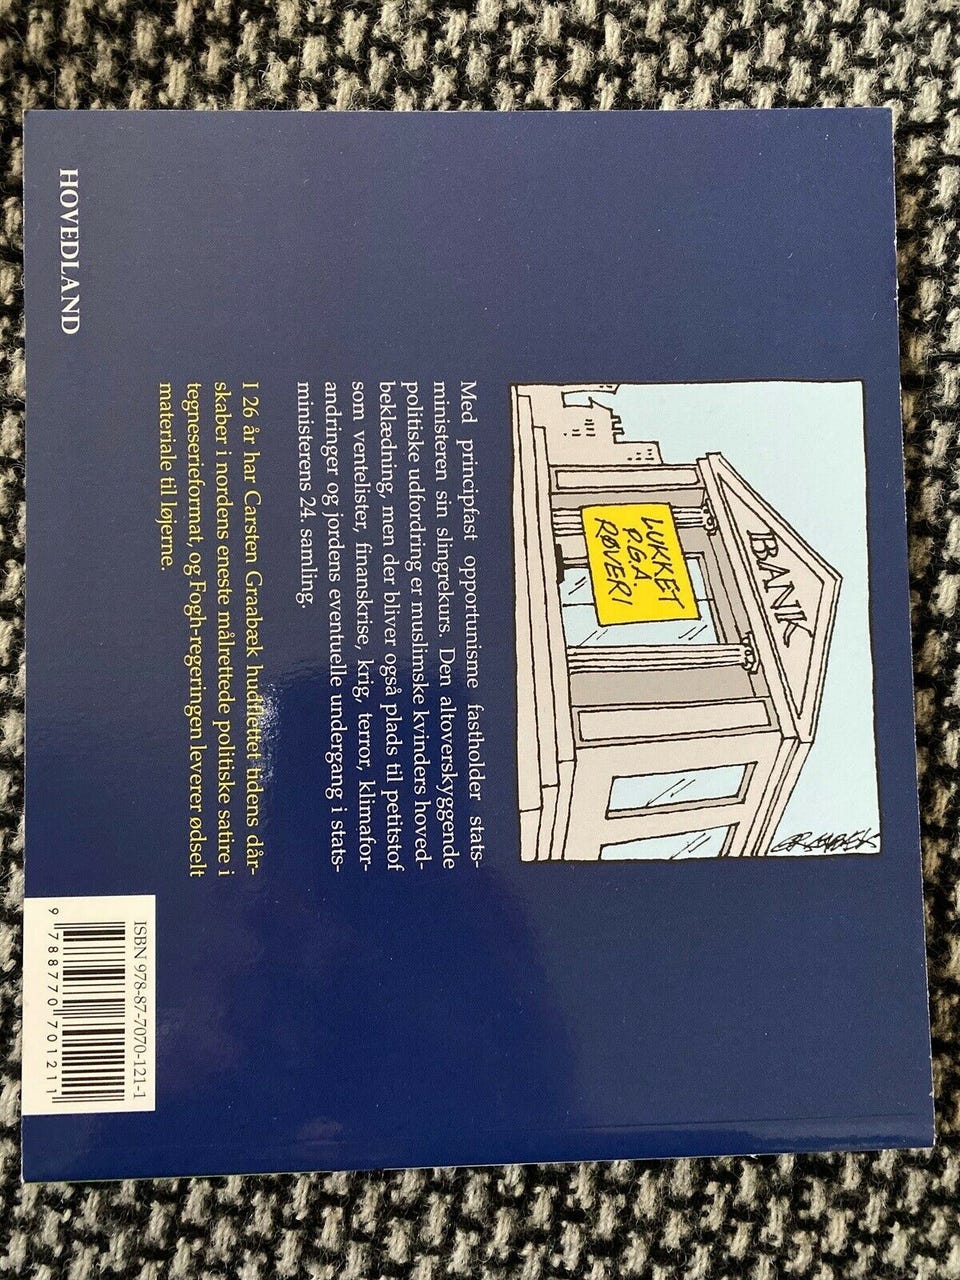 BANK
LUKKET
P.G.A.
RØVERI
GRAABÆK
Med principfast opportunisme fastholder stats-
ministeren sin slingrekurs. Den altoverskyggende
politiske udfordring er muslimske kvinders hoved-
beklædning, men der bliver også plads til petitstof
som ventelister, finanskrise, krig, terror, klimafor-
andringer og jordens eventuelle undergang i stats-
ministerens 24. samling.
I 26 år har Carsten Graabæk hudflettet tidens dår-
skaber i nordens eneste målrettede politiske satire i
tegneserieformat, og Fogh-regeringen leverer ødselt
materiale til løjerne.
HOVEDLAND
ISBN 978-87-7070-121-1
9 788770 701211